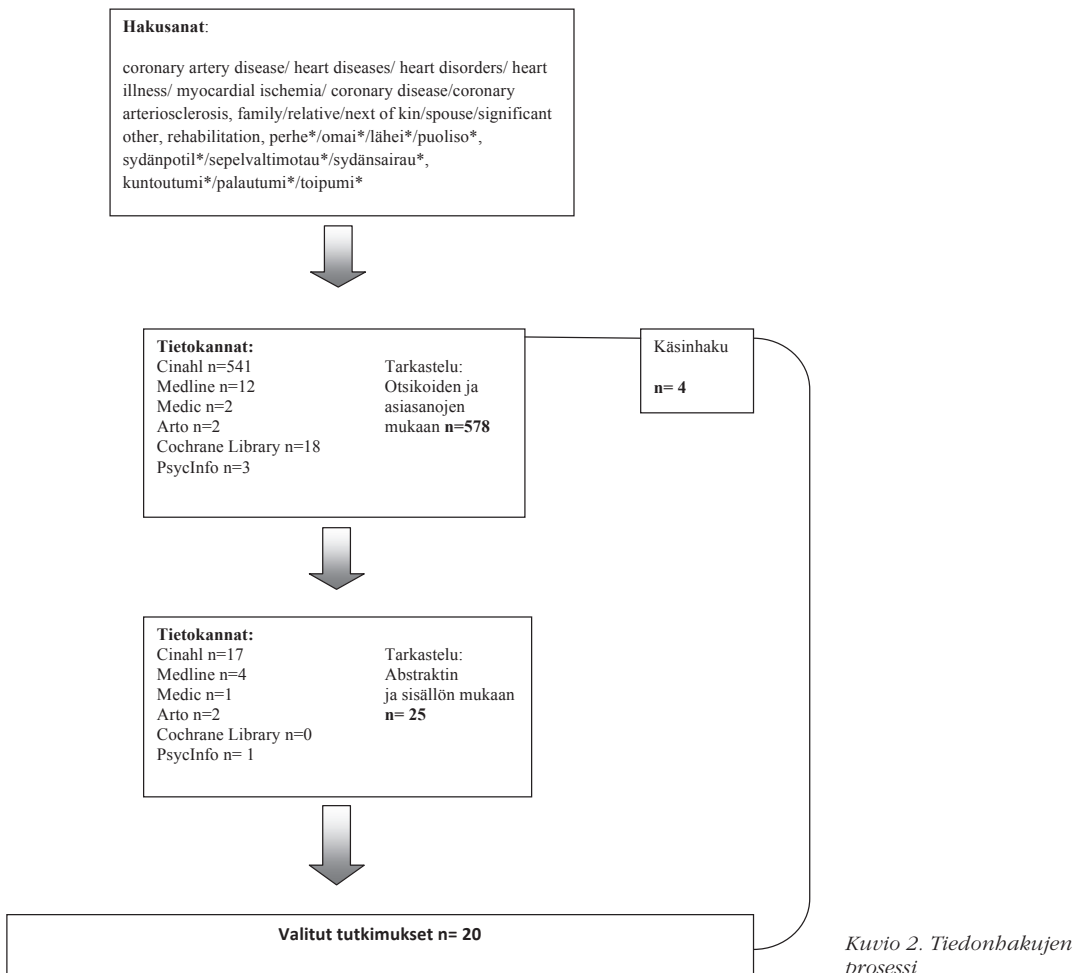 Hakusanat:
coronary artery disease/ heart diseases/ heart disorders/ heart
illness/ myocardial ischemia/ coronary disease/coronary
arteriosclerosis, family/relative/next of kin/spouse/significant
other, rehabilitation, perhe*/omai*/lähei*/puoliso*,
sydänpotil*/sepelvaltimotau*/sydänsairau*,
kuntoutumi*/palautumi*/toipumi*
Tietokannat:
Cinahl n=541
Medline n=12
Medic n=2
Arto n=2
Cochrane Library n=18
PsycInfo n=3
Tarkastelu:
Otsikoiden ja
asiasanojen
mukaan n=578
Käsinhaku
n= 4
Tietokannat:
Cinahl n=17
Medline n=4
Medic n=1
Arto n=2
Cochrane Library n=0
PsycInfo n= 1
Tarkastelu:
Abstraktin
ja sisällön mukaan
n= 25
Valitut tutkimukset n= 20
Kuvio 2. Tiedonhakujen
prosessi